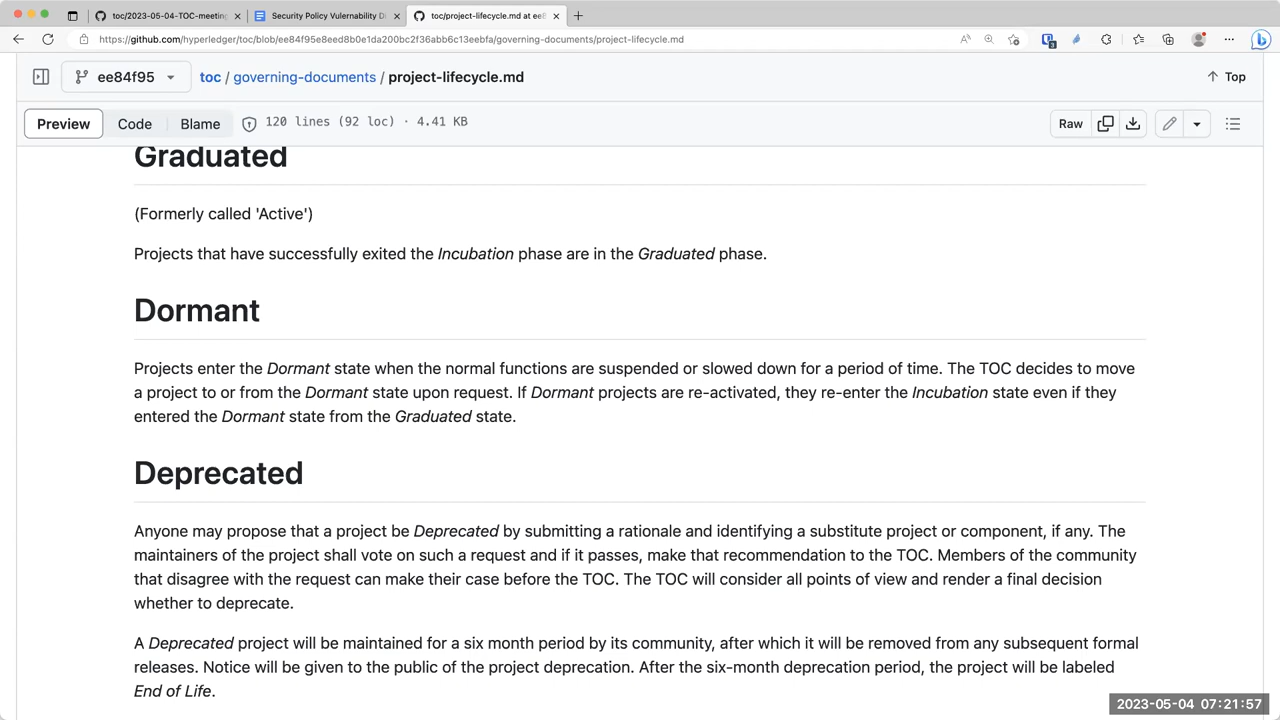 toc/2023-05-04-TOC-meeting
Security Policy Vulernability Di
toc/project-lifecycle.md at ee8
https://github.com/hyperledger/toc/blob/ee84f95e8eed8b0e1da200bc2f36abb6c13eebfa/governing-documents/project-lifecycle.md
ee84f95
toc / governing-documents / project-lifecycle.md
Top
Preview
Code
Blame
120 lines (92 loc) · 4.41 KB
Raw
Graduated
(Formerly called 'Active')
Projects that have successfully exited the Incubation phase are in the Graduated phase.
Dormant
Projects enter the Dormant state when the normal functions are suspended or slowed down for a period of time. The TOC decides to move
a project to or from the Dormant state upon request. If Dormant projects are re-activated, they re-enter the Incubation state even if they
entered the Dormant state from the Graduated state.
Deprecated
Anyone may propose that a project be Deprecated by submitting a rationale and identifying a substitute project or component, if any. The
maintainers of the project shall vote on such a request and if it passes, make that recommendation to the TOC. Members of the community
that disagree with the request can make their case before the TOC. The TOC will consider all points of view and render a final decision
whether to deprecate.
A Deprecated project will be maintained for a six month period by its community, after which it will be removed from any subsequent formal
releases. Notice will be given to the public of the project deprecation. After the six-month deprecation period, the project will be labeled
End of Life.
2023-05-04 07:21:57